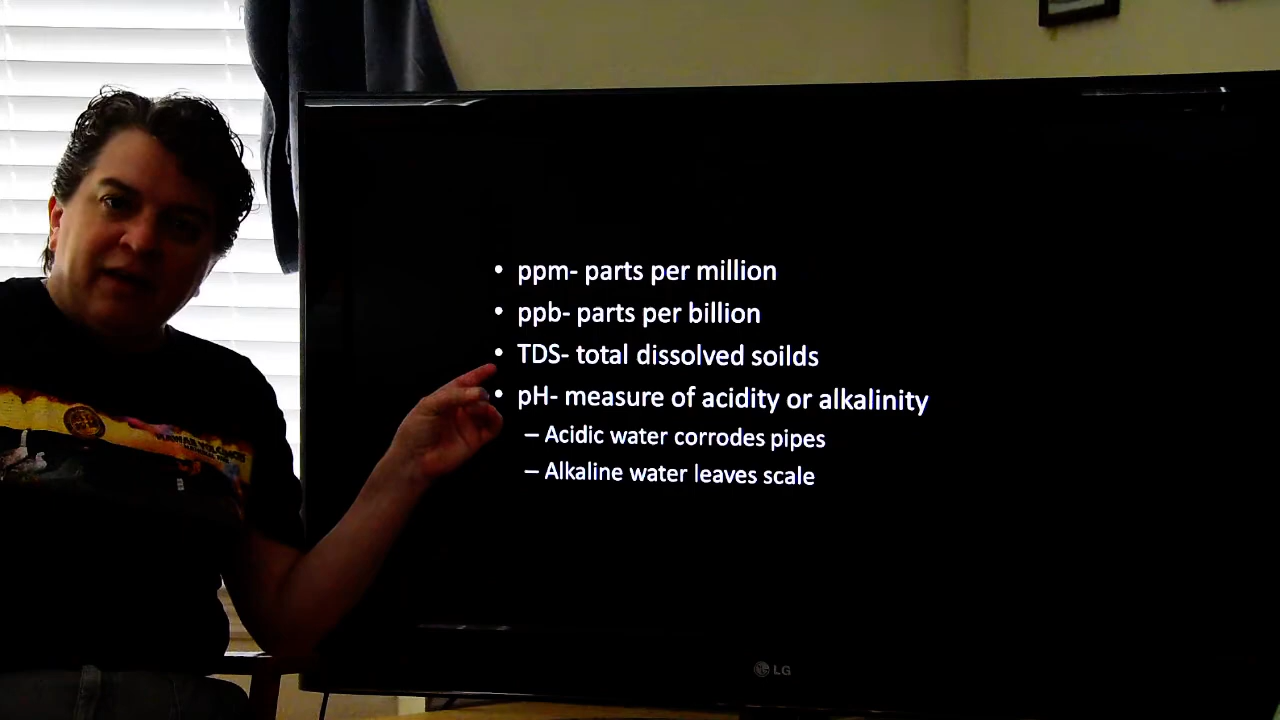 • ppm- parts per million
• ppb- parts per billion
• TDS- total dissolved soilds
• pH- measure of acidity or alkalinity
– Acidic water corrodes pipes
– Alkaline water leaves scale
LG